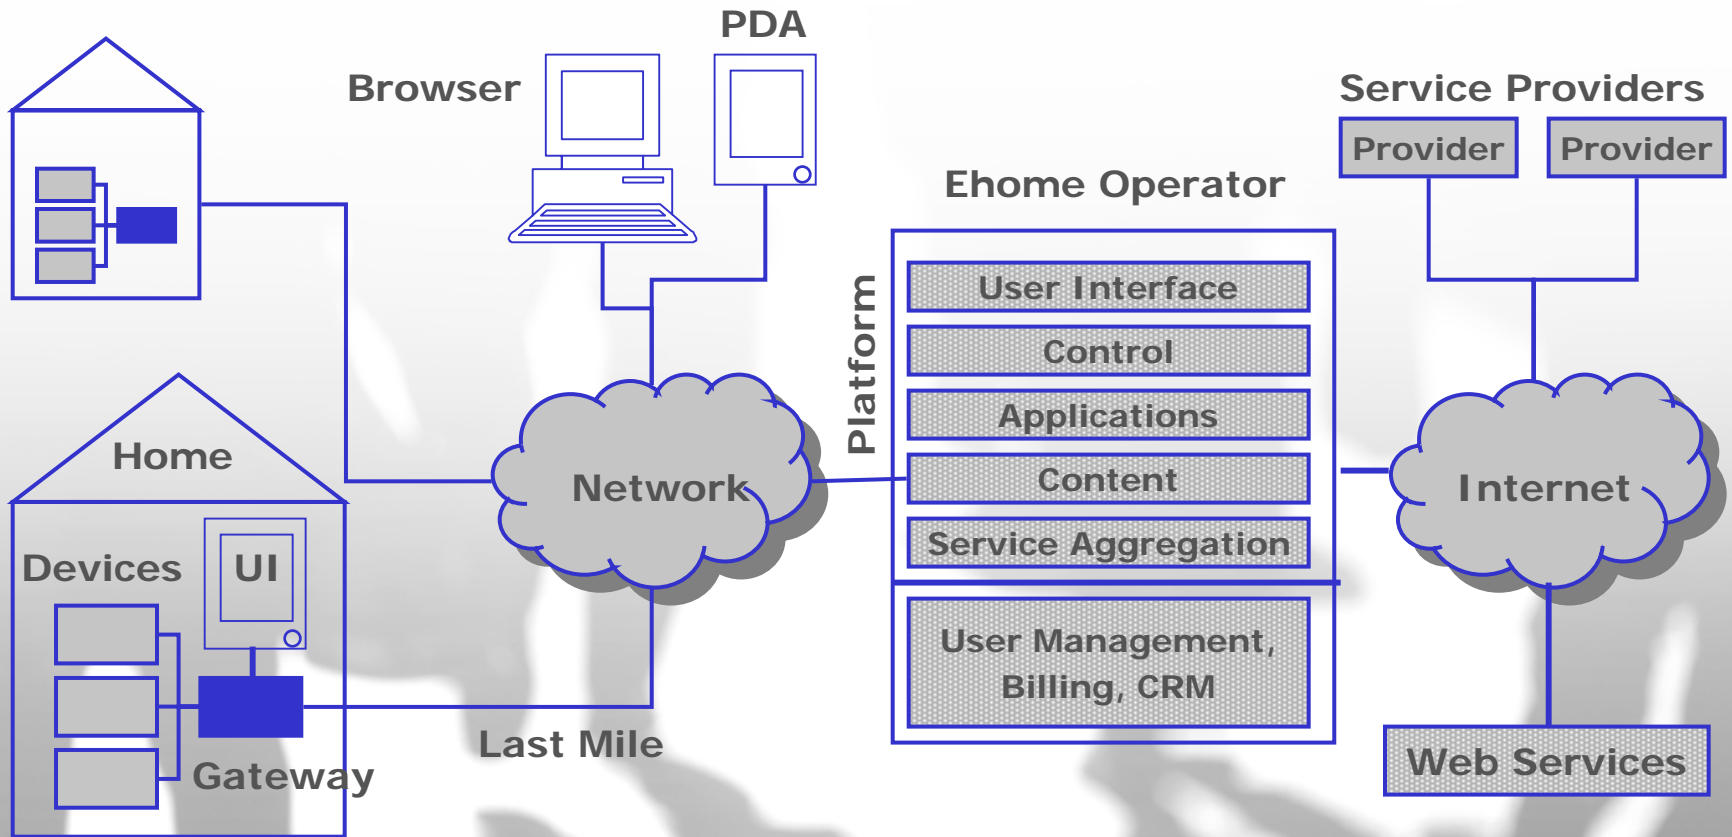 PDA
Browser
Service Providers
Provider
Provider
Ehome Operator
Platform
User Interface
Control
Applications
Content
Service Aggregation
User Management,
Billing, CRM
Network
Internet
Home
Devices
UI
Gateway
Last Mile
Web Services